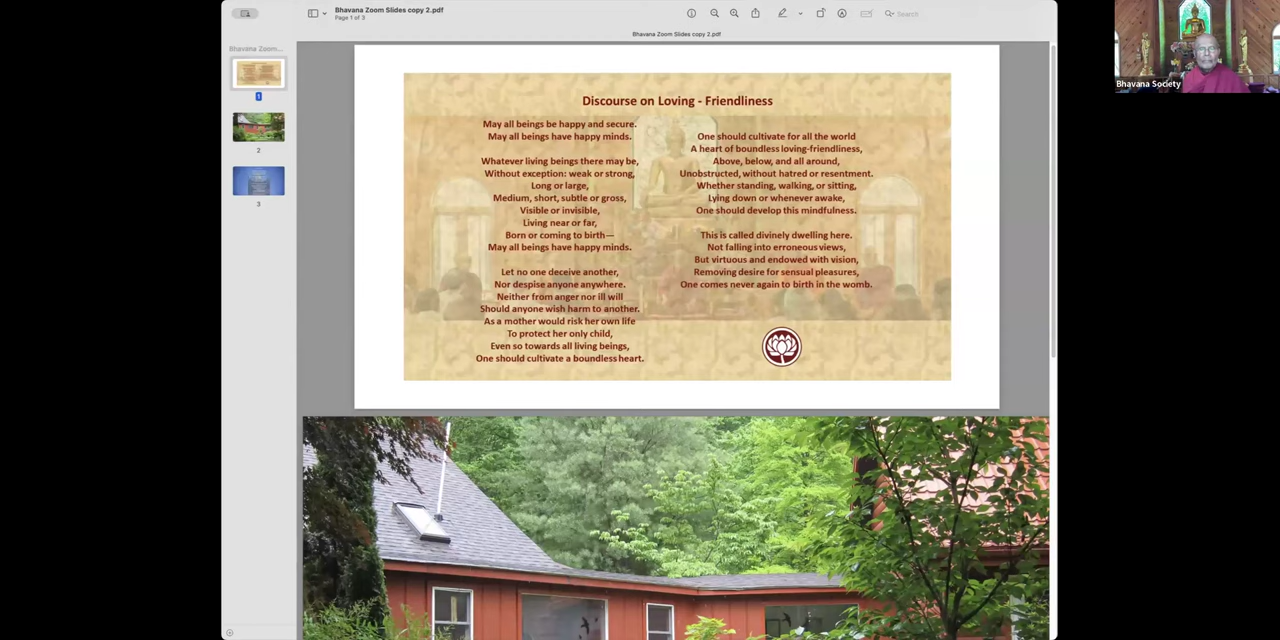 Bhavana Zoom Slides copy 2.pdf
Page 1 of 3
Search
Bhavana Zoom Slides copy 2.pdf
Bhavana Zoom...
1
2
3
Discourse on Loving - Friendliness
May all beings be happy and secure.
May all beings have happy minds.
Whatever living beings there may be,
Without exception: weak or strong,
Long or large,
Medium, short, subtle or gross,
Visible or invisible,
Living near or far,
Born or coming to birth—
May all beings have happy minds.
Let no one deceive another,
Nor despise anyone anywhere.
Neither from anger nor ill will
Should anyone wish harm to another.
As a mother would risk her own life
To protect her only child,
Even so towards all living beings,
One should cultivate a boundless heart.
One should cultivate for all the world
A heart of boundless loving-friendliness,
Above, below, and all around,
Unobstructed, without hatred or resentment.
Whether standing, walking, or sitting,
Lying down or whenever awake,
One should develop this mindfulness.
This is called divinely dwelling here.
Not falling into erroneous views,
But virtuous and endowed with vision,
Removing desire for sensual pleasures,
One comes never again to birth in the womb.
Bhavana Society